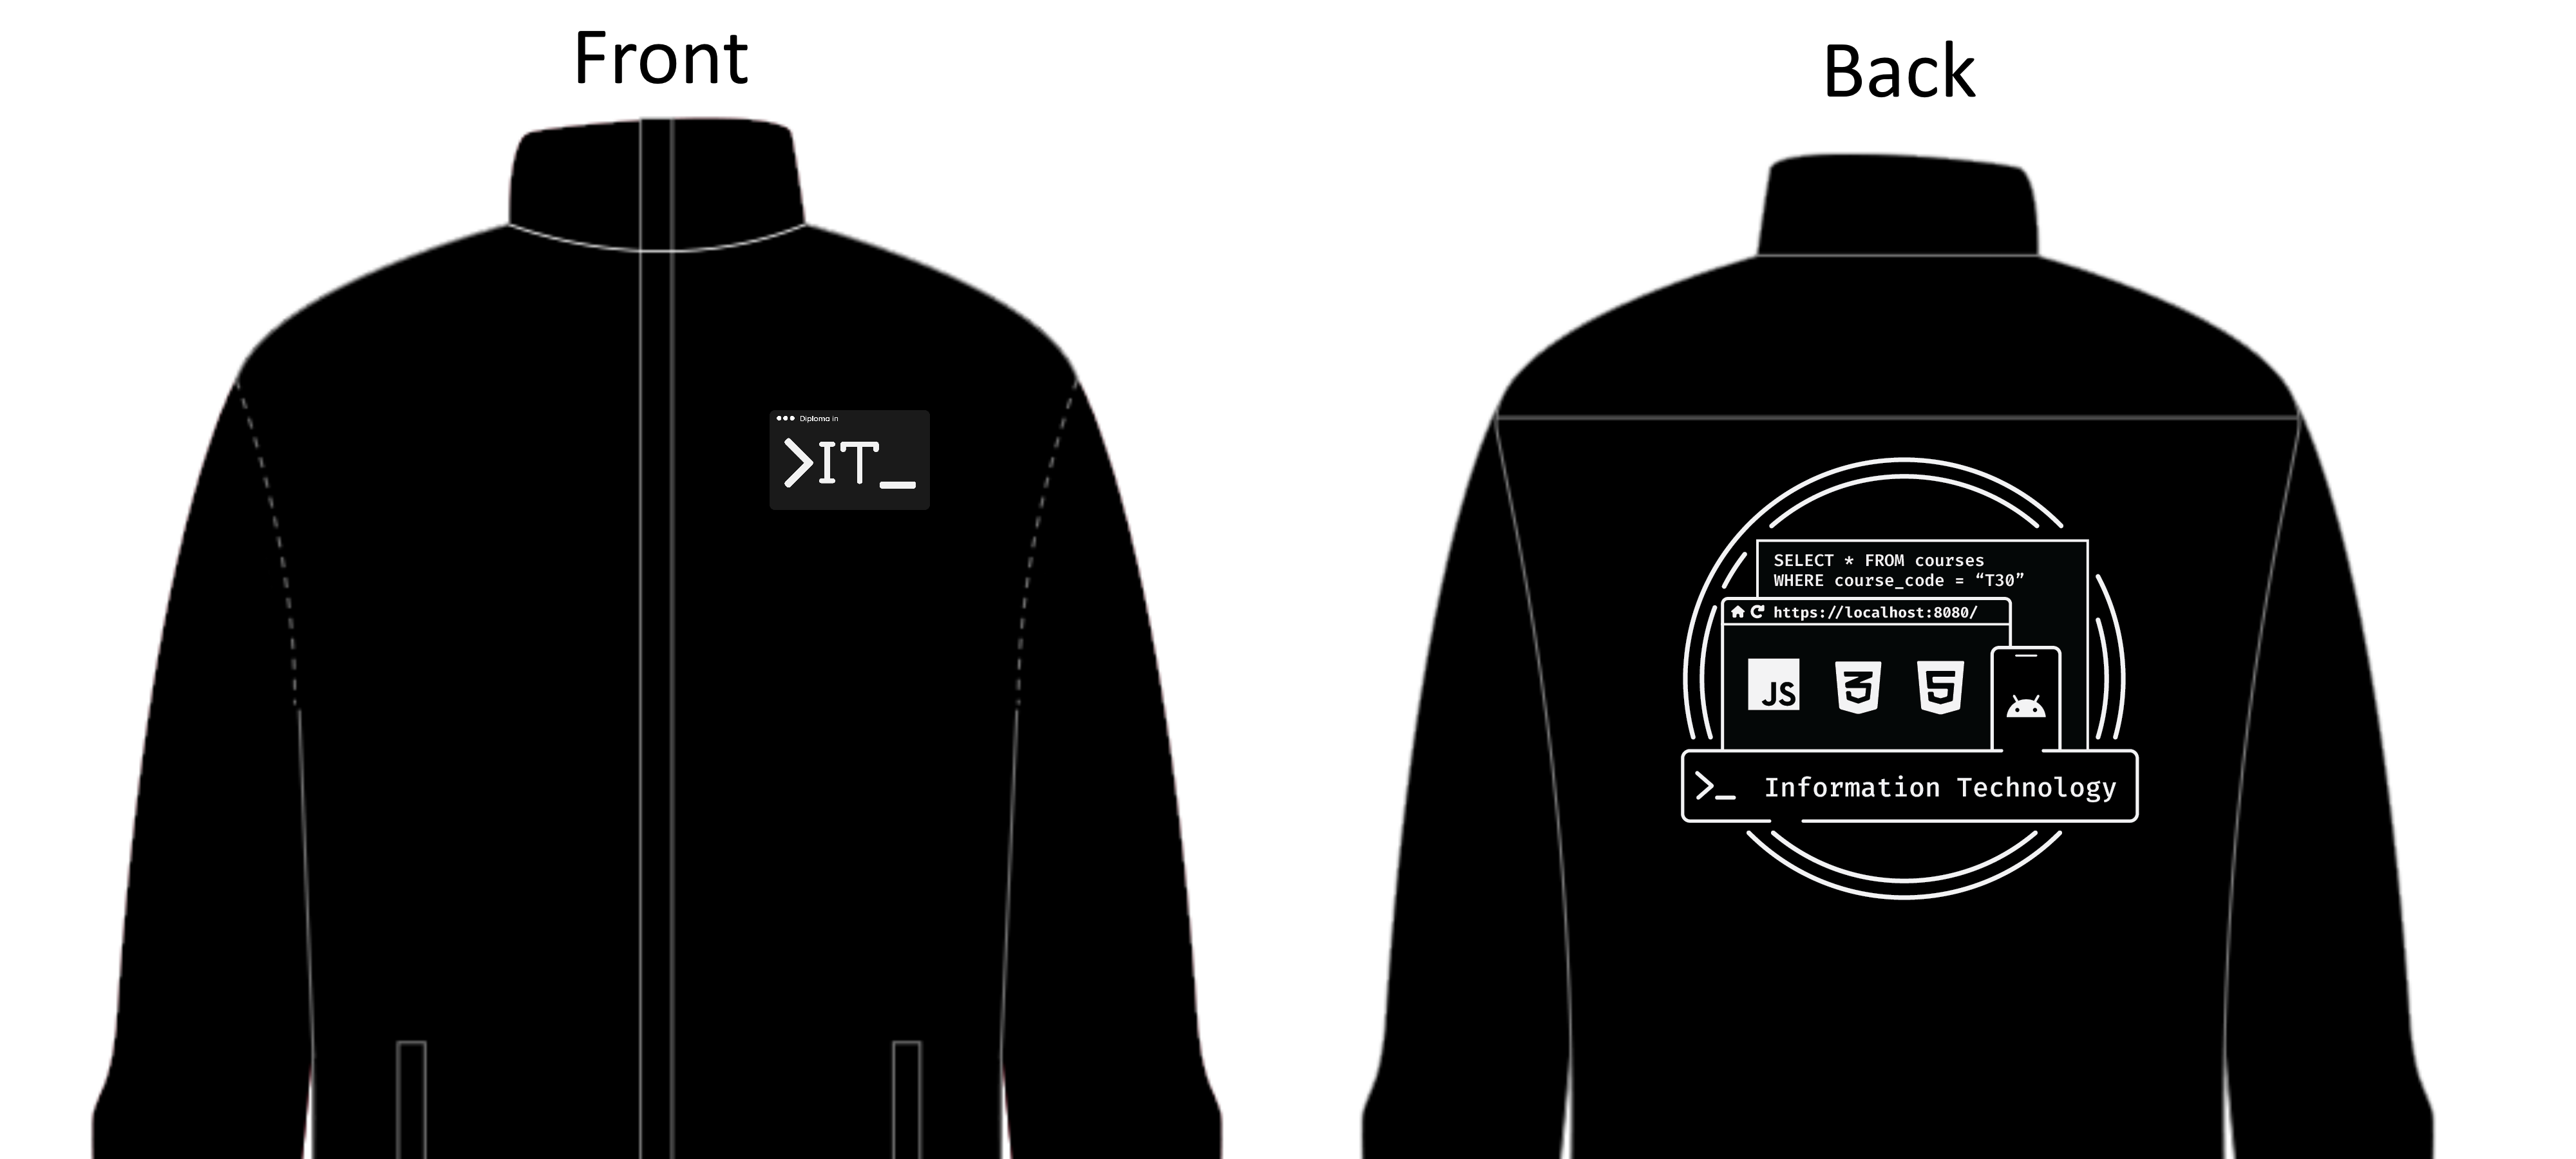 Front
Diploma in
>IT_
Back
SELECT * FROM courses
WHERE course_code = “T30”
https://localhost:8080/
JS
3
5
>_ Information Technology